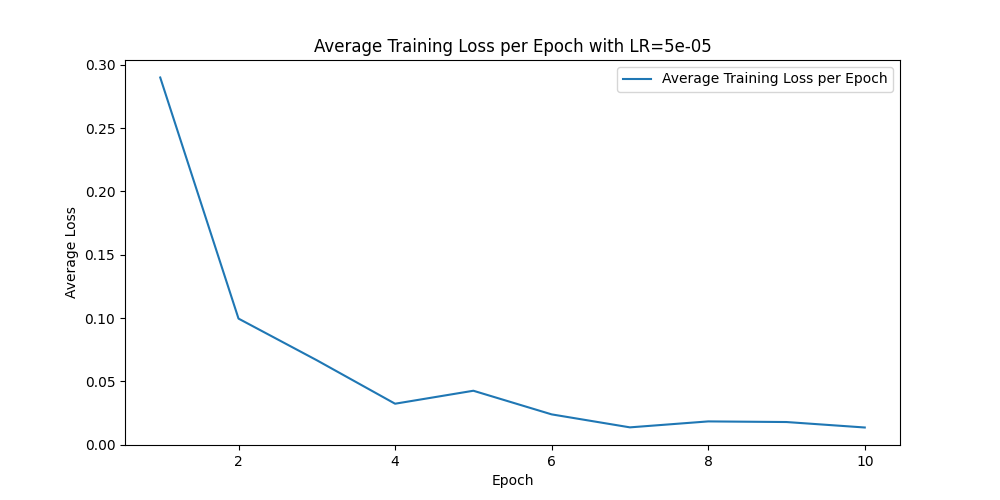 Average Training Loss per Epoch with LR=5e-05
Average Training Loss per Epoch
0.30
0.25
0.20
0.15
0.10
0.05
0.00
Average Loss
2 4 6 8 10
Epoch